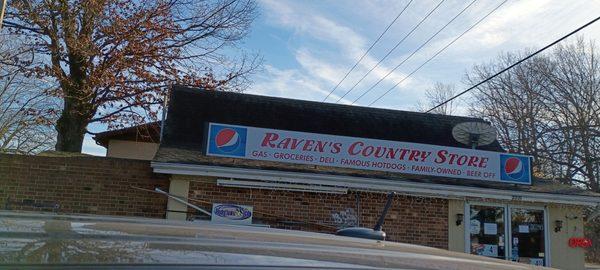 RAVEN'S COUNTRY STORE
GAS · GROCERIES · DELI · FAMOUS HOTDOGS · FAMILY-OWNED · BEER OFF